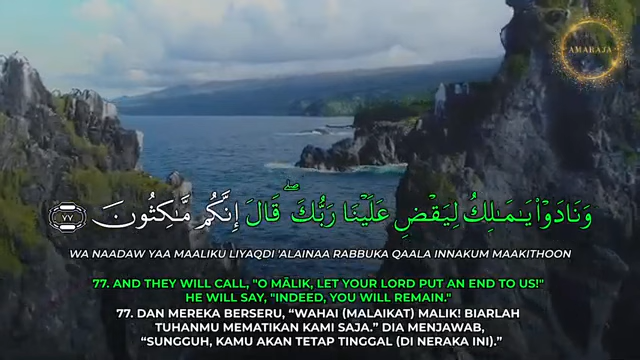 AMARAJA
وَنَادَوْا۟ يَـٰمَـٰلِكُ لِيَقْضِ عَلَيْنَا رَبُّكَ ۖ قَالَ إِنَّكُم مَّـٰكِثُونَ ٧٧
WA NAADAW YAA MAALIKU LIYAQDI 'ALAINAA RABBUKA QAALA INNAKUM MAAKITHOON
77. AND THEY WILL CALL, "O MĀLIK, LET YOUR LORD PUT AN END TO US!"
HE WILL SAY, "INDEED, YOU WILL REMAIN."
77. DAN MEREKA BERSERU, “WAHAI (MALAIKAT) MALIK! BIARLAH
TUHANMU MEMATIKAN KAMI SAJA.” DIA MENJAWAB,
“SUNGGUH, KAMU AKAN TETAP TINGGAL (DI NERAKA INI).”